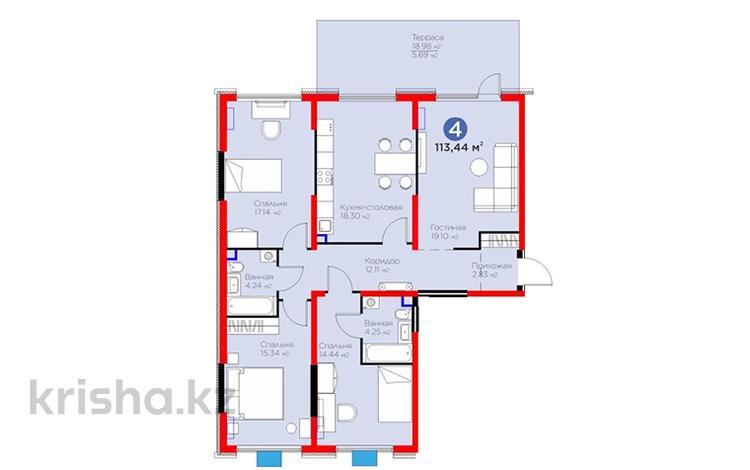 Терраса
18.98 м2
5.69 м2
4
113,44 м2
Спальня
17.14 м2
Кухня-столовая
18.30 м2
Гостиная
19.10 м2
Коридор
12.11 м2
Прихожая
2.83 м2
Ванная
4.24 м2
Ванная
4.25 м2
Спальня
15.34 м2
Спальня
14.44 м2
krisha.kz